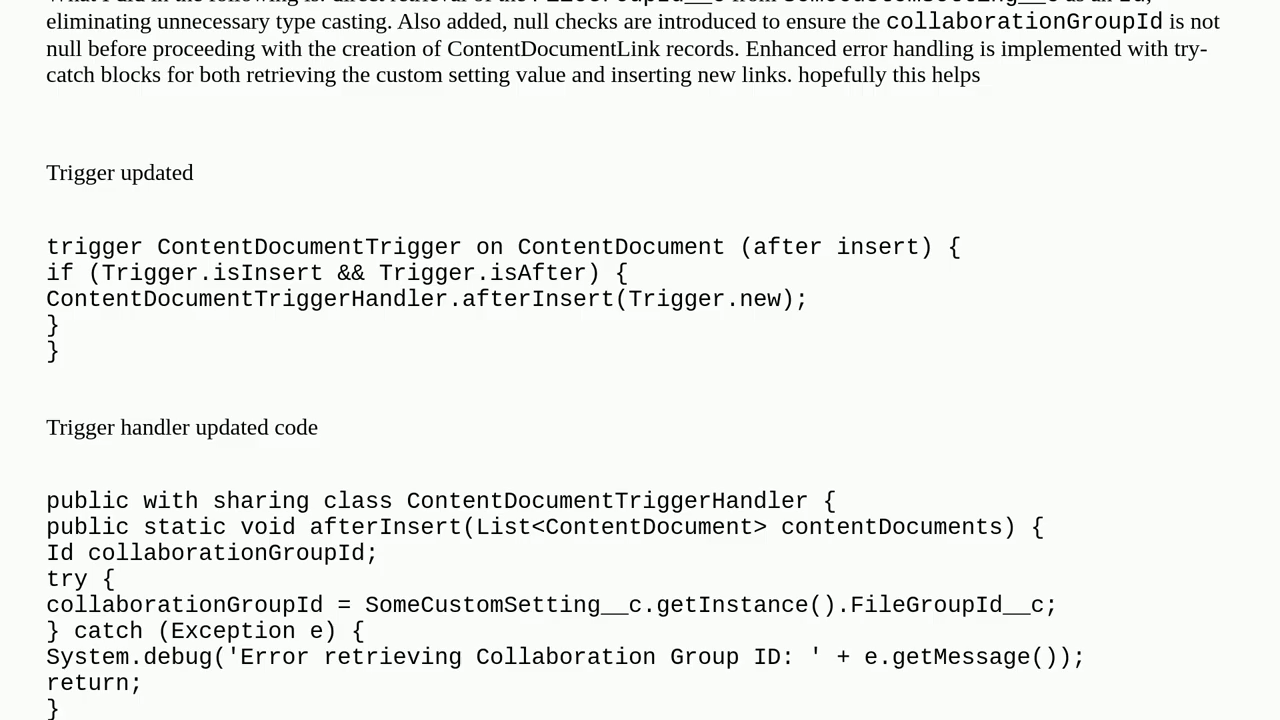 eliminating unnecessary type casting. Also added, null checks are introduced to ensure the collaborationGroupId is not
null before proceeding with the creation of ContentDocumentLink records. Enhanced error handling is implemented with try-
catch blocks for both retrieving the custom setting value and inserting new links. hopefully this helps
Trigger updated
trigger ContentDocumentTrigger on ContentDocument (after insert) {
if (Trigger.isInsert && Trigger.isAfter) {
ContentDocumentTriggerHandler.afterInsert(Trigger.new);
}
}
Trigger handler updated code
public with sharing class ContentDocumentTriggerHandler {
public static void afterInsert(List<ContentDocument> contentDocuments) {
Id collaborationGroupId;
try {
collaborationGroupId = SomeCustomSetting__c.getInstance().FileGroupId__c;
} catch (Exception e) {
System.debug('Error retrieving Collaboration Group ID: ' + e.getMessage());
return;
}